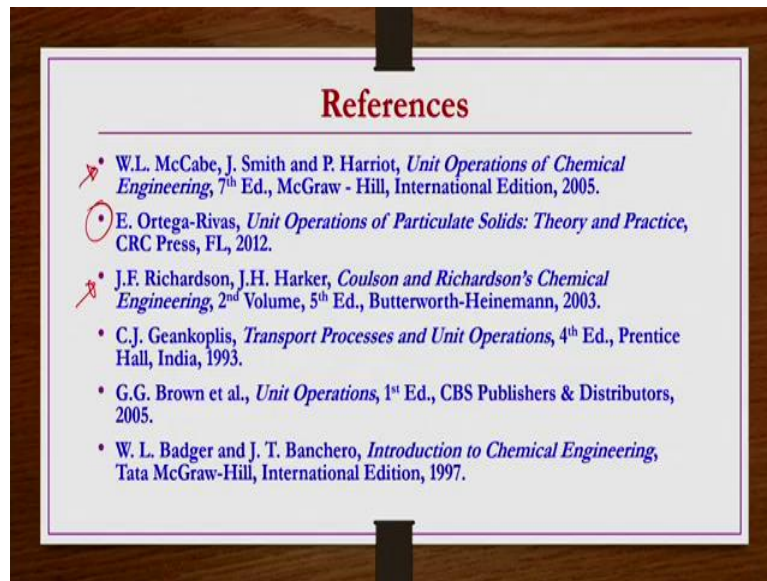 References
• W.L. McCabe, J. Smith and P. Harriot, Unit Operations of Chemical
Engineering, 7th Ed., McGraw - Hill, International Edition, 2005.
• E. Ortega-Rivas, Unit Operations of Particulate Solids: Theory and Practice,
CRC Press, FL, 2012.
• J.F. Richardson, J.H. Harker, Coulson and Richardson's Chemical
Engineering, 2nd Volume, 5th Ed., Butterworth-Heinemann, 2003.
• C.J. Geankoplis, Transport Processes and Unit Operations, 4th Ed., Prentice
Hall, India, 1993.
• G.G. Brown et al., Unit Operations, 1st Ed., CBS Publishers & Distributors,
2005.
• W. L. Badger and J. T. Banchero, Introduction to Chemical Engineering,
Tata McGraw-Hill, International Edition, 1997.